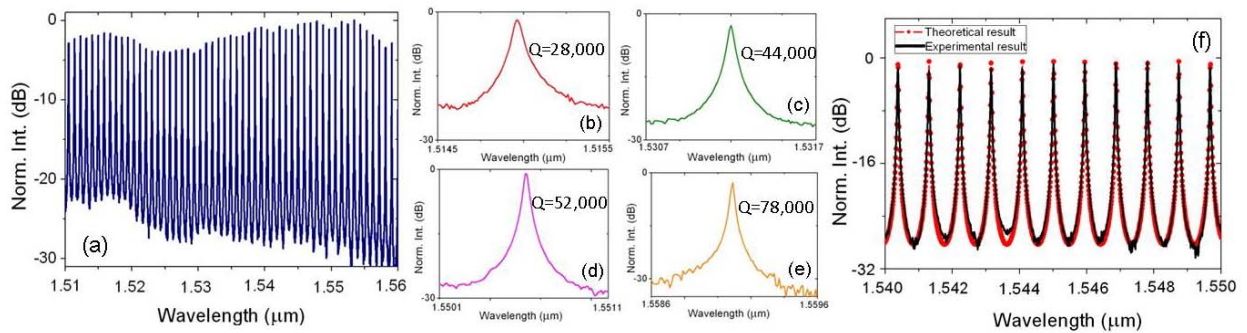 Norm. Int. (dB)
0
-10
-20
-30
(a)
1.51
1.52
1.53
1.54
1.55
1.56
Wavelength (μm)
Norm. Int. (dB)
0
-30
Q=28,000
(b)
1.5145
1.5155
Wavelength (μm)
Norm. Int. (dB)
0
-30
Q=44,000
(c)
1.5307
1.5317
Wavelength (μm)
Norm. Int. (dB)
0
-30
Q=52,000
(d)
1.5501
1.5511
Wavelength (μm)
Norm. Int. (dB)
0
-30
Q=78,000
(e)
1.5586
1.5596
Wavelength (μm)
Theoretical result
Experimental result
(f)
Norm. Int. (dB)
0
-16
-32
1.540
1.542
1.544
1.546
1.548
1.550
Wavelength (μm)